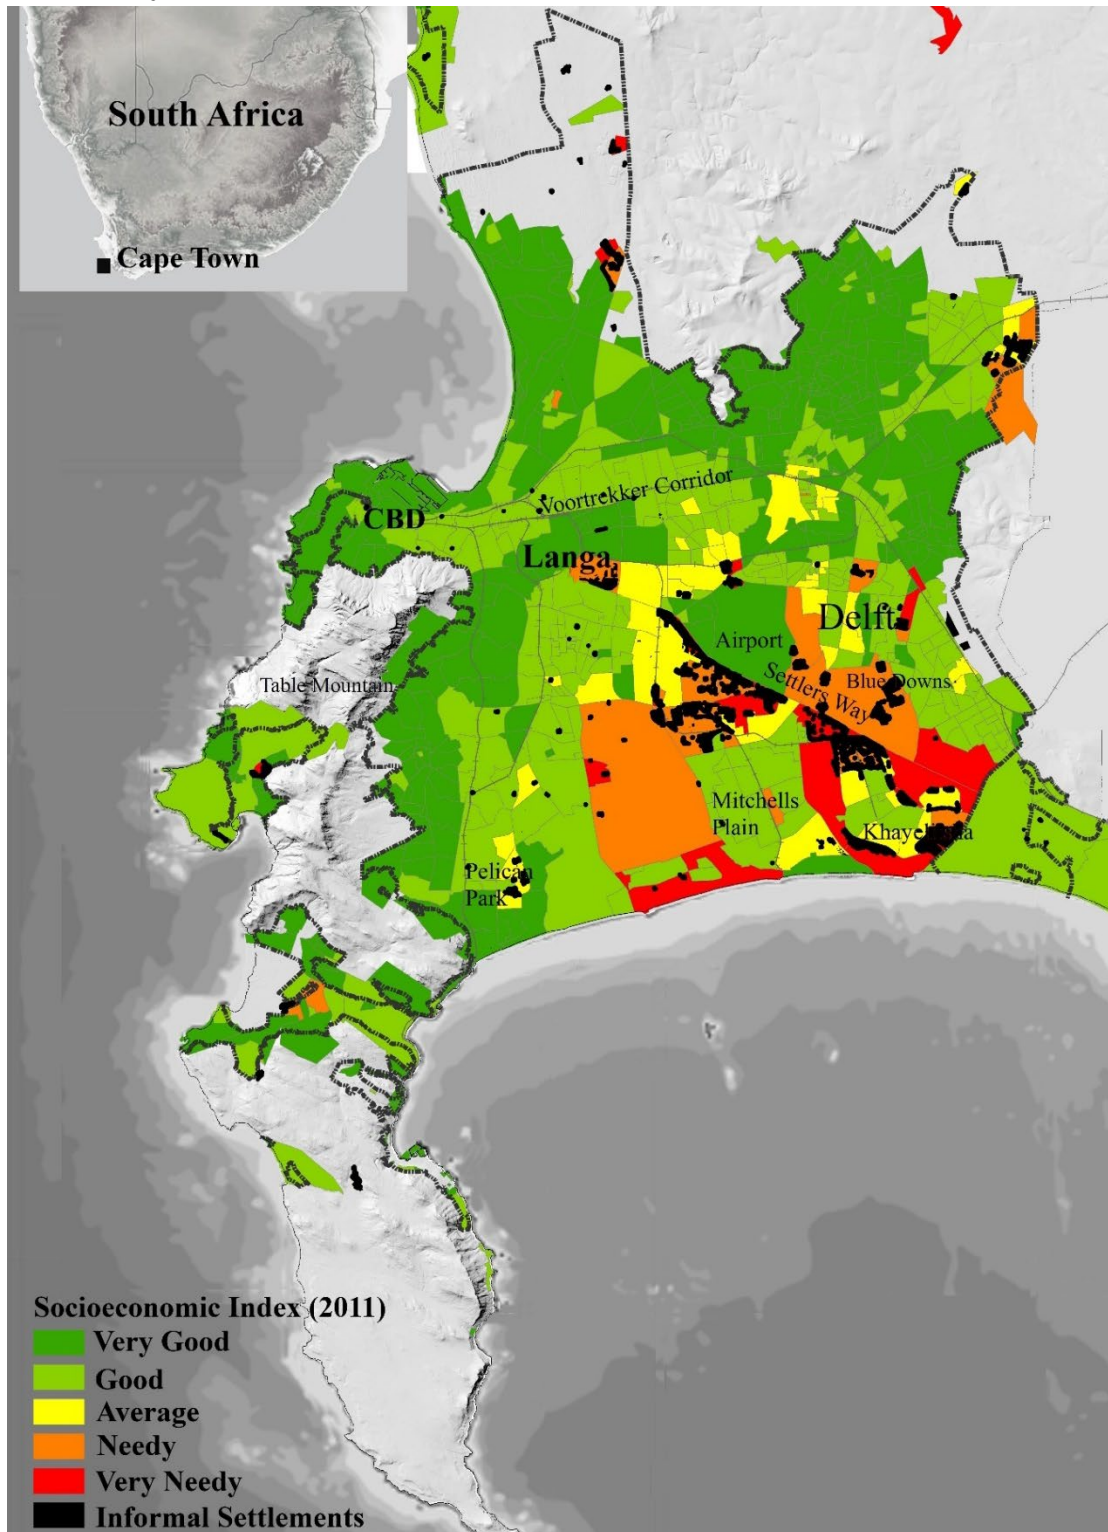 South Africa
Cape Town
Voortrekker Corridor
CBD
Langa
Delft
Airport
Table Mountain
Settlers Way
Blue Downs
Mitchells
Plain
Khayelitsha
Pelican
Park
Socioeconomic Index (2011)
Very Good
Good
Average
Needy
Very Needy
Informal Settlements